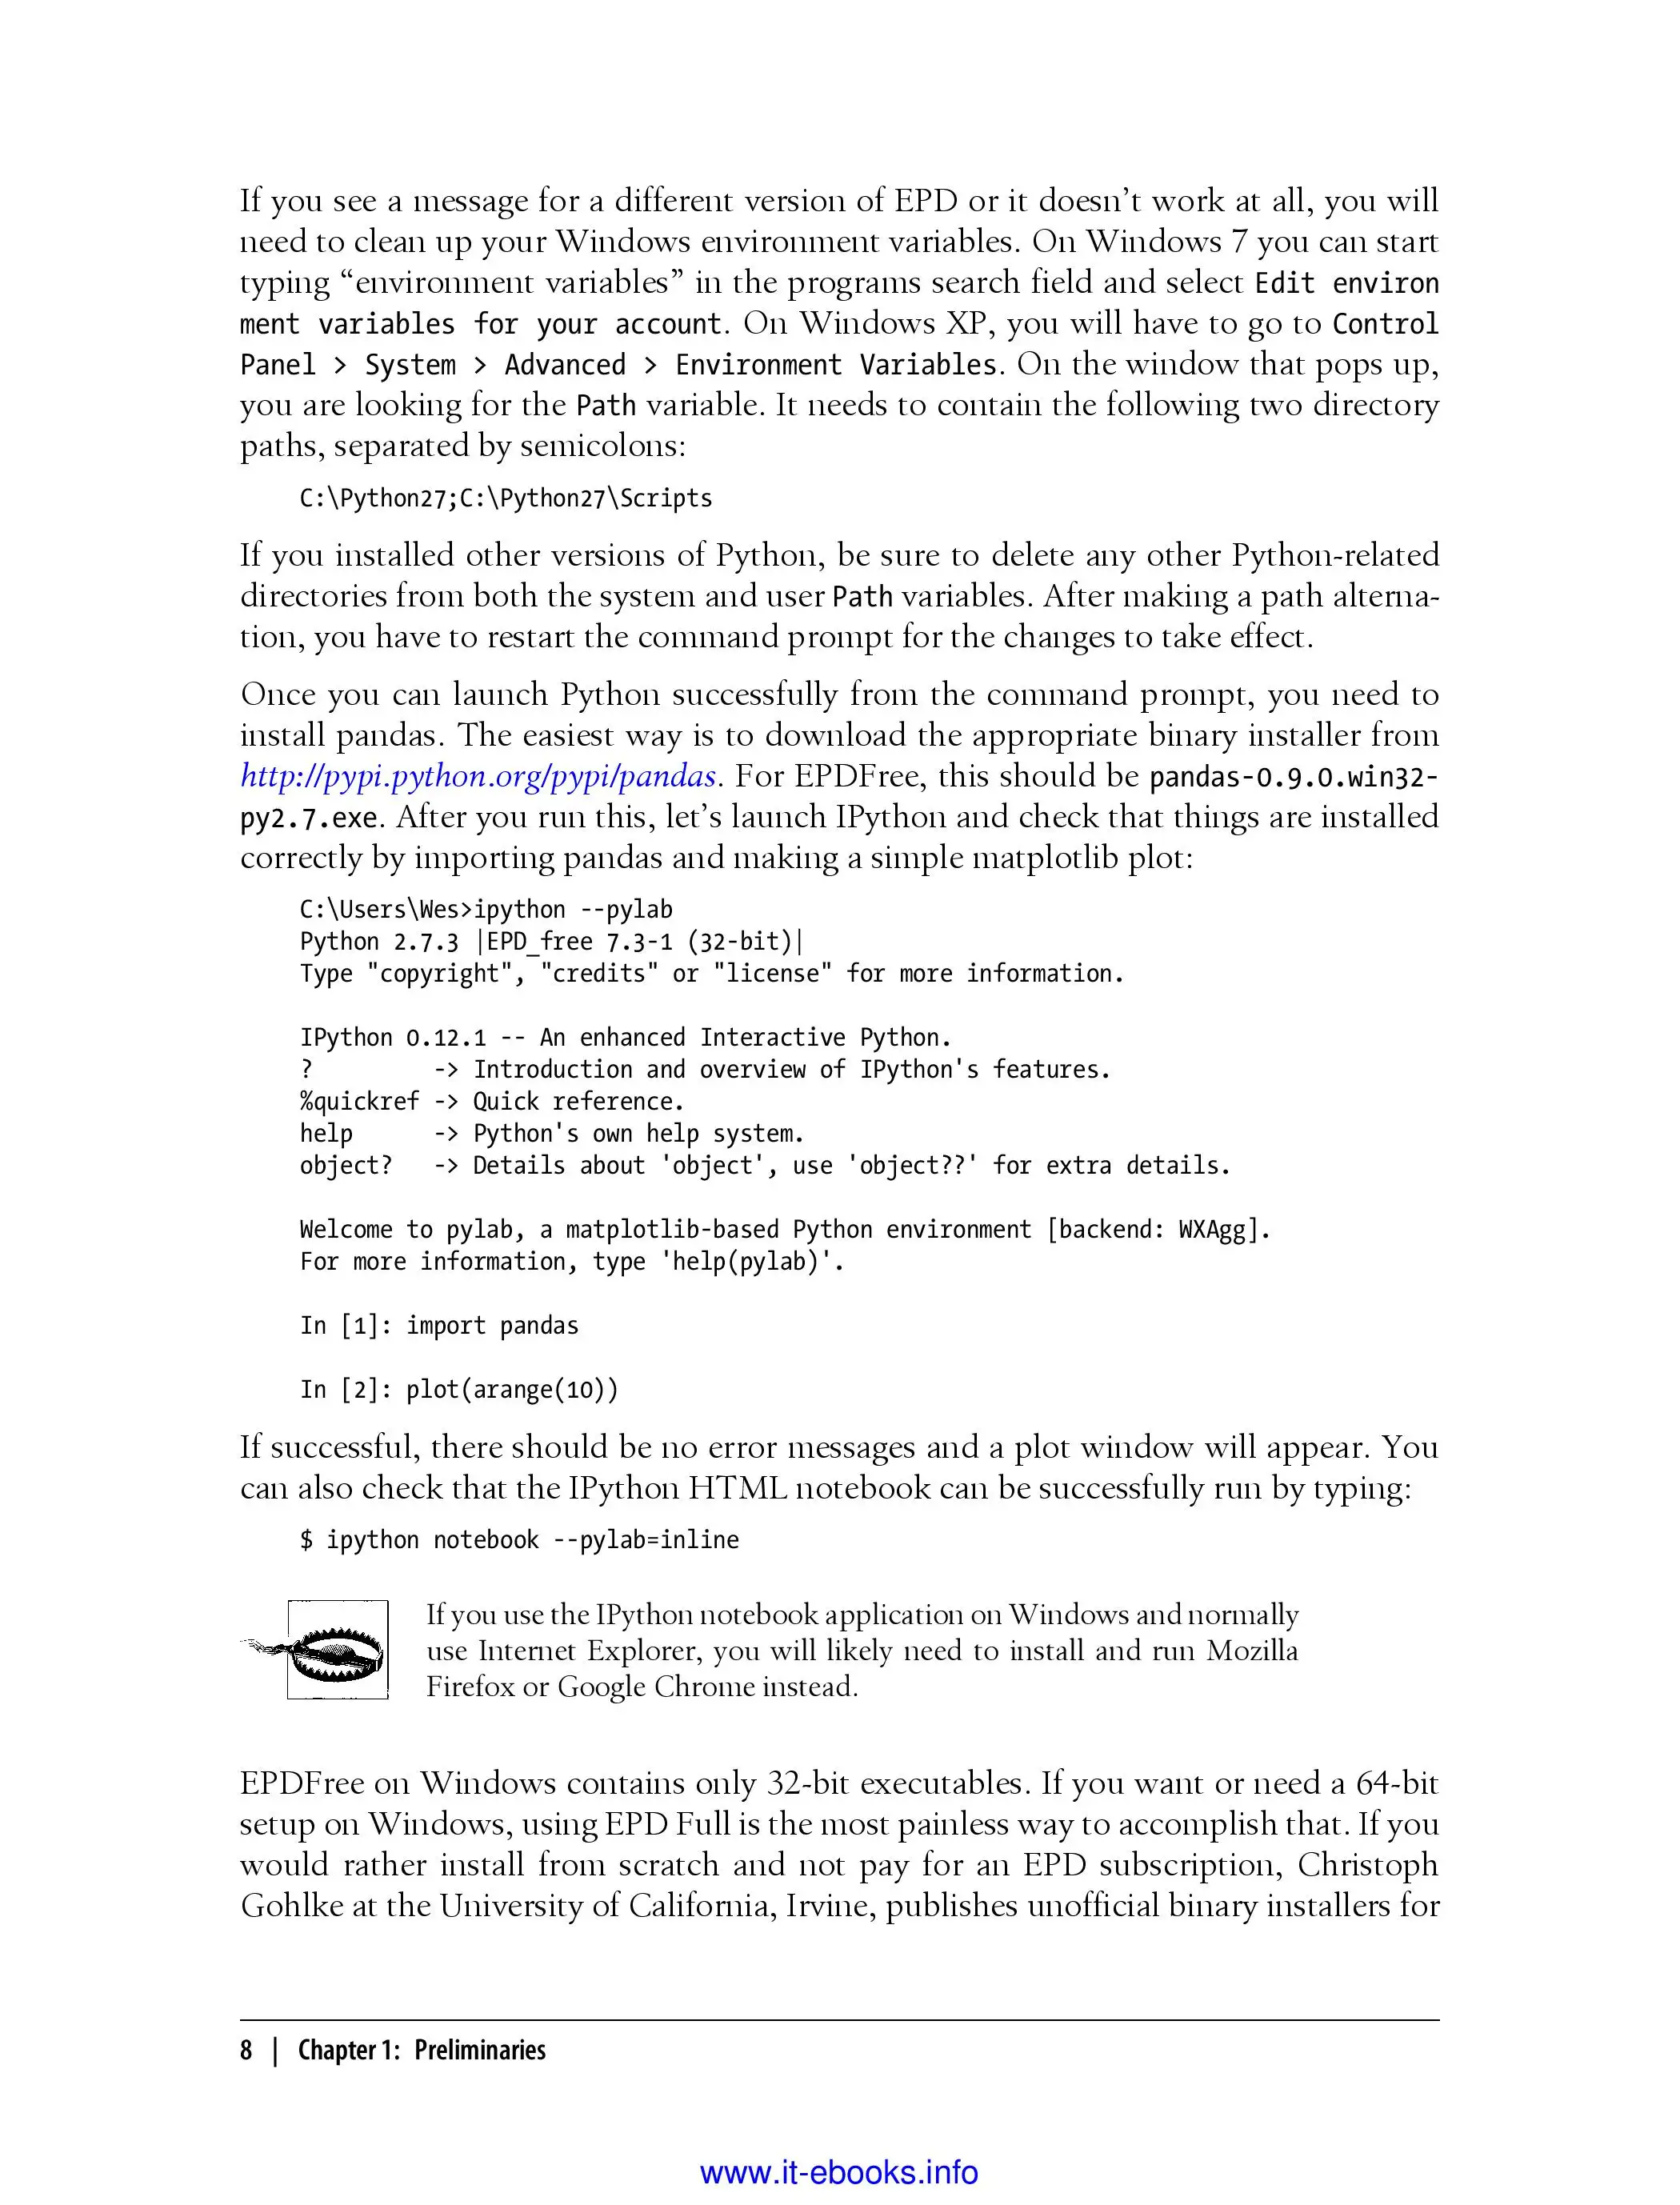 If you see a message for a different version of EPD or it doesn’t work at all, you will
need to clean up your Windows environment variables. On Windows 7 you can start
typing “environment variables” in the programs search field and select Edit environ
ment variables for your account. On Windows XP, you will have to go to Control
Panel > System > Advanced > Environment Variables. On the window that pops up,
you are looking for the Path variable. It needs to contain the following two directory
paths, separated by semicolons:
C:\Python27;C:\Python27\Scripts
If you installed other versions of Python, be sure to delete any other Python-related
directories from both the system and user Path variables. After making a path alterna-
tion, you have to restart the command prompt for the changes to take effect.
Once you can launch Python successfully from the command prompt, you need to
install pandas. The easiest way is to download the appropriate binary installer from
http://pypi.python.org/pypi/pandas. For EPDFree, this should be pandas-0.9.0.win32-
py2.7.exe. After you run this, let’s launch IPython and check that things are installed
correctly by importing pandas and making a simple matplotlib plot:
C:\Users\Wes>ipython --pylab
Python 2.7.3 |EPD_free 7.3-1 (32-bit)|
Type "copyright", "credits" or "license" for more information.
IPython 0.12.1 -- An enhanced Interactive Python.
?         -> Introduction and overview of IPython's features.
%quickref -> Quick reference.
help      -> Python's own help system.
object?   -> Details about 'object', use 'object??' for extra details.
Welcome to pylab, a matplotlib-based Python environment [backend: WXAgg].
For more information, type 'help(pylab)'.
In [1]: import pandas
In [2]: plot(arange(10))
If successful, there should be no error messages and a plot window will appear. You
can also check that the IPython HTML notebook can be successfully run by typing:
$ ipython notebook --pylab=inline
If you use the IPython notebook application on Windows and normally
use Internet Explorer, you will likely need to install and run Mozilla
Firefox or Google Chrome instead.
EPDFree on Windows contains only 32-bit executables. If you want or need a 64-bit
setup on Windows, using EPD Full is the most painless way to accomplish that. If you
would rather install from scratch and not pay for an EPD subscription, Christoph
Gohlke at the University of California, Irvine, publishes unofficial binary installers for
8 | Chapter 1: Preliminaries
www.it-ebooks.info